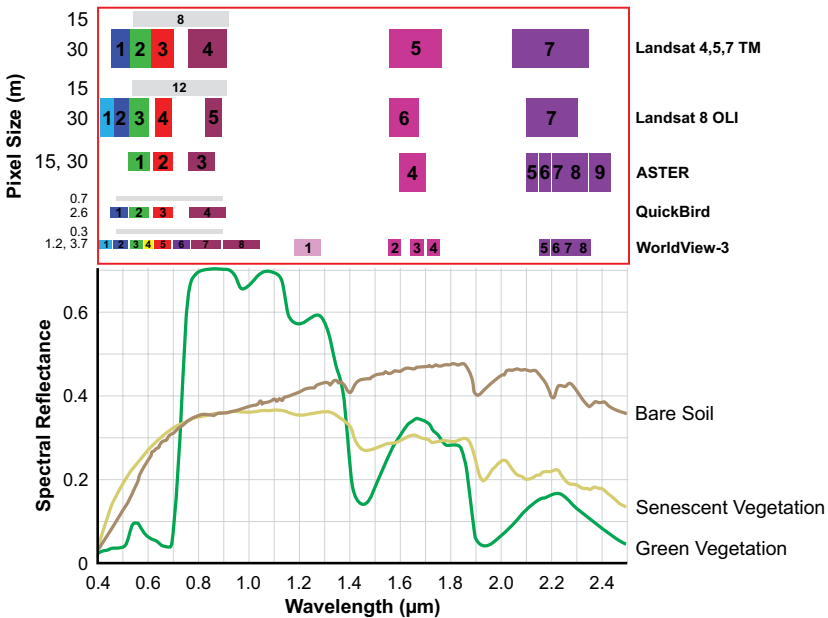 15 8
30 1 2 3 4 5 7 Landsat 4,5,7 TM
15 12
30 1 2 3 4 5 6 7 Landsat 8 OLI
15, 30 1 2 3 4 5 6 7 8 9 ASTER
0.7
2.6 1 2 3 4 QuickBird
0.3
1.2, 3.7 1 2 3 4 5 6 7 8 1 2 3 4 5 6 7 8 WorldView-3
Pixel Size (m)
0.6
0.4
0.2
0
Spectral Reflectance
Bare Soil
Senescent Vegetation
Green Vegetation
0.4 0.6 0.8 1.0 1.2 1.4 1.6 1.8 2.0 2.2 2.4
Wavelength (µm)